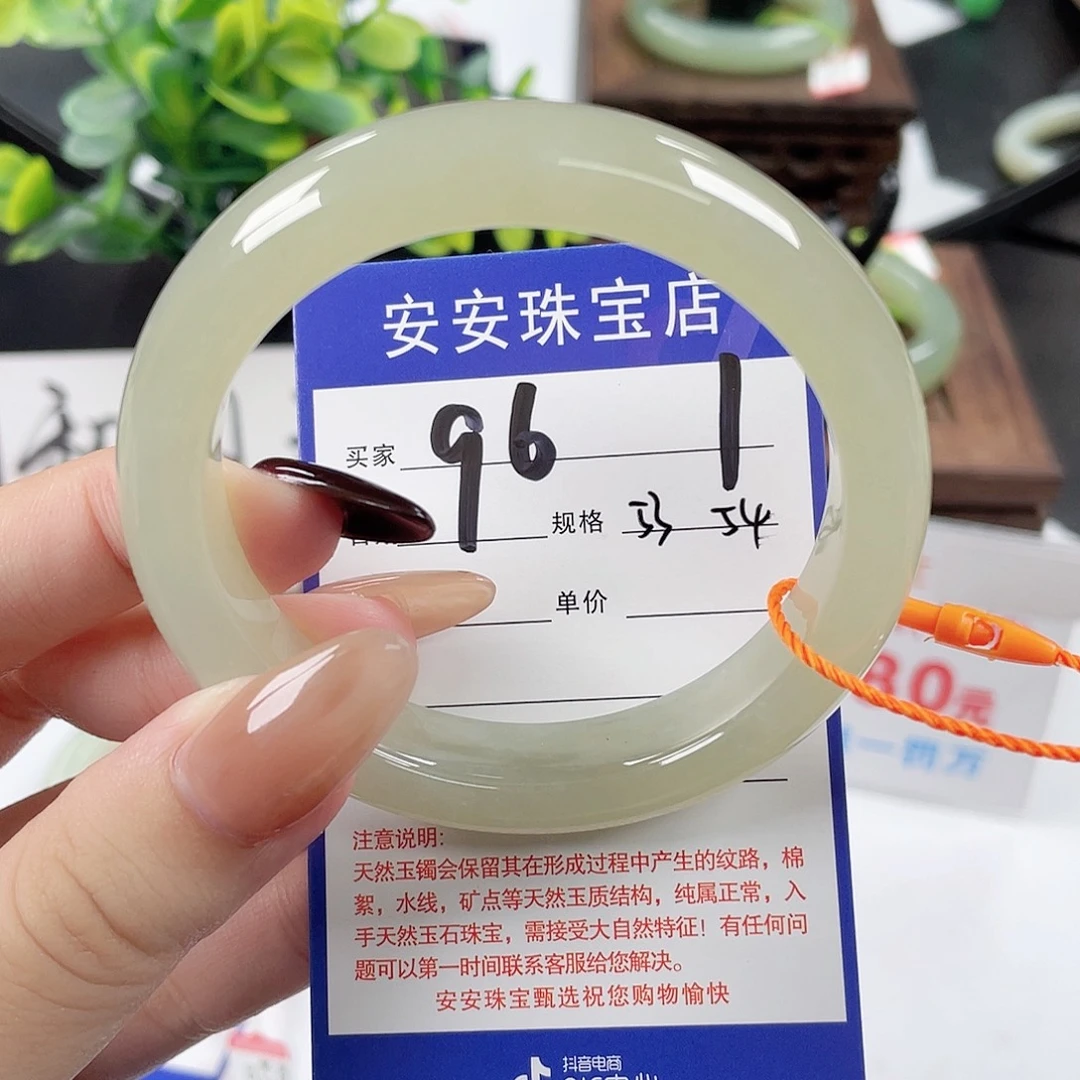 安安珠宝店
买家 96 1
规格 53 54
单价
80元
注意说明:
天然玉镯会保留其在形成过程中产生的纹路，棉
絮，水线，矿点等天然玉质结构，纯属正常，入
手天然玉石珠宝，需接受大自然特征！有任何问
题可以第一时间联系客服给您解决。
安安珠宝甄选祝您购物愉快
抖音电商